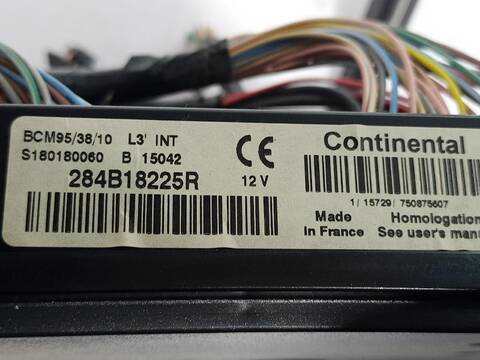 BCM95/38/10 L3' INT
S180180060 B 15042
284B18225R
CE
12 V
Continental
1/ 15729/ 750875607
Made in France
Homologation
See user's manu